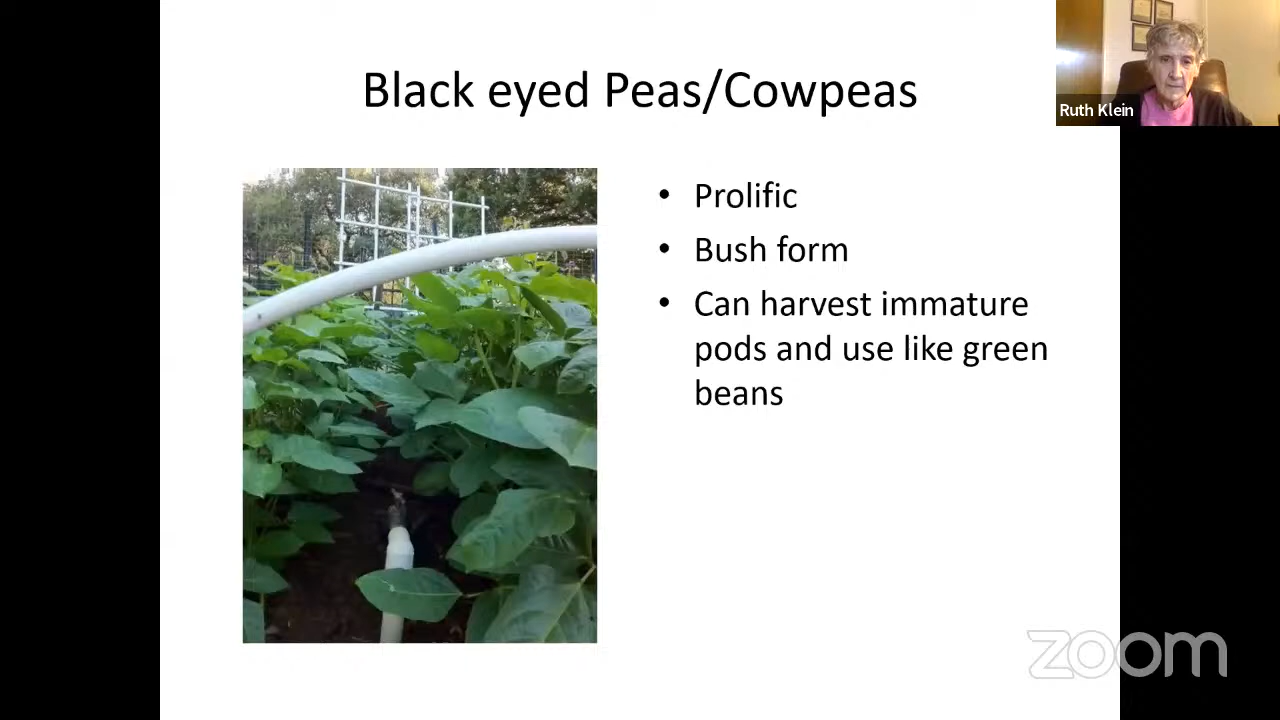 Black eyed Peas/Cowpeas
Ruth Klein
• Prolific
• Bush form
• Can harvest immature
pods and use like green
beans
zoom